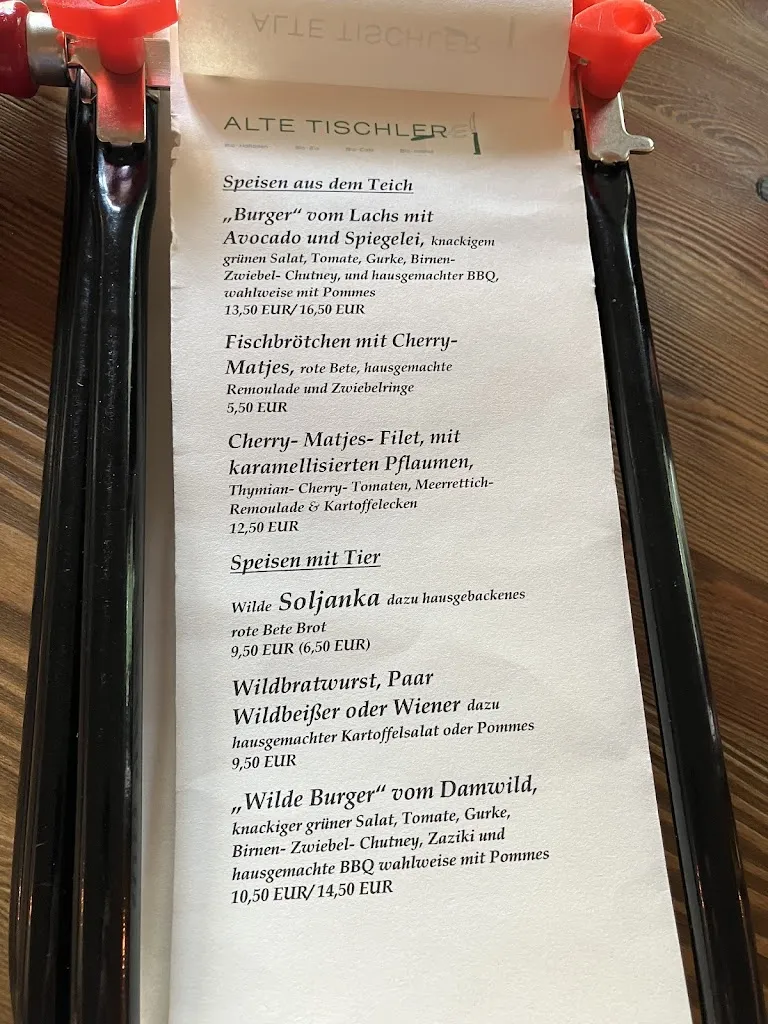 ALTE TISCHLEREI
Speisen aus dem Teich
„Burger“ vom Lachs mit
Avocado und Spiegelei, knackigem
grünen Salat, Tomate, Gurke, Birnen-
Zwiebel- Chutney, und hausgemachter BBQ,
wahlweise mit Pommes
13,50 EUR/ 16,50 EUR
Fischbrötchen mit Cherry-
Matjes, rote Bete, hausgemachte
Remoulade und Zwiebelringe
5,50 EUR
Cherry- Matjes- Filet, mit
karamellisierten Pflaumen,
Thymian- Cherry- Tomaten, Meerrettich-
Remoulade & Kartoffelecken
12,50 EUR
Speisen mit Tier
Wilde Soljanka dazu hausgebackenes
rote Bete Brot
9,50 EUR (6,50 EUR)
Wildbratwurst, Paar
Wildbeißer oder Wiener dazu
hausgemachter Kartoffelsalat oder Pommes
9,50 EUR
„Wilde Burger“ vom Damwild,
knackiger grüner Salat, Tomate, Gurke,
Birnen- Zwiebel- Chutney, Zaziki und
hausgemachte BBQ wahlweise mit Pommes
10,50 EUR/ 14,50 EUR